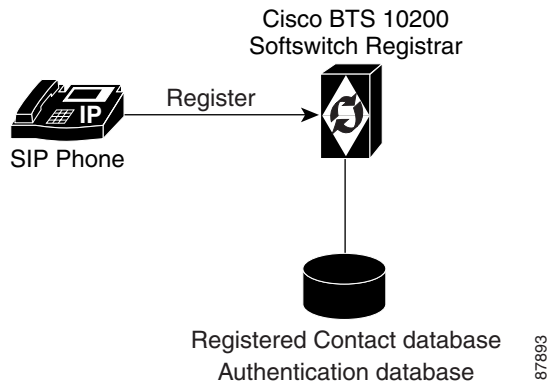 Cisco BTS 10200
Softswitch Registrar
Register
IP
SIP Phone
Registered Contact database
Authentication database
87893